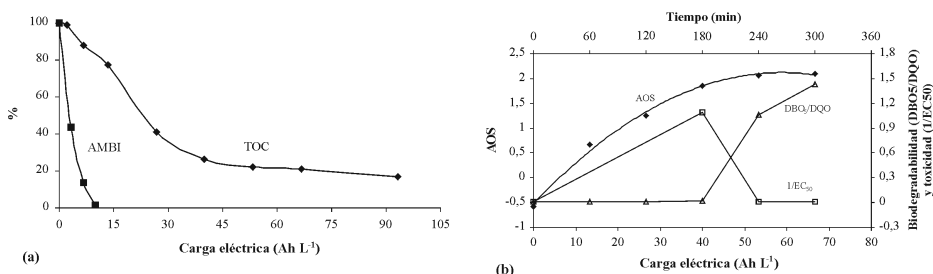 100
80
60
40
20
0
%
AMBI
TOC
0 15 30 45 60 75 90 105
Carga eléctrica (Ah L⁻¹)
(a)
Tiempo (min)
0 60 120 180 240 300 360
2,5
2
1,5
1
0,5
0
-0,5
-1
AOS
AOS
DBO₅/DQO
1/EC₅₀
1,8
1,5
1,2
0,9
0,6
0,3
0
-0,3
Biodegradabilidad (DBO5/DQO)
y toxicidad (1/EC50)
0 10 20 30 40 50 60 70 80
Carga eléctrica (Ah L¹)
(b)